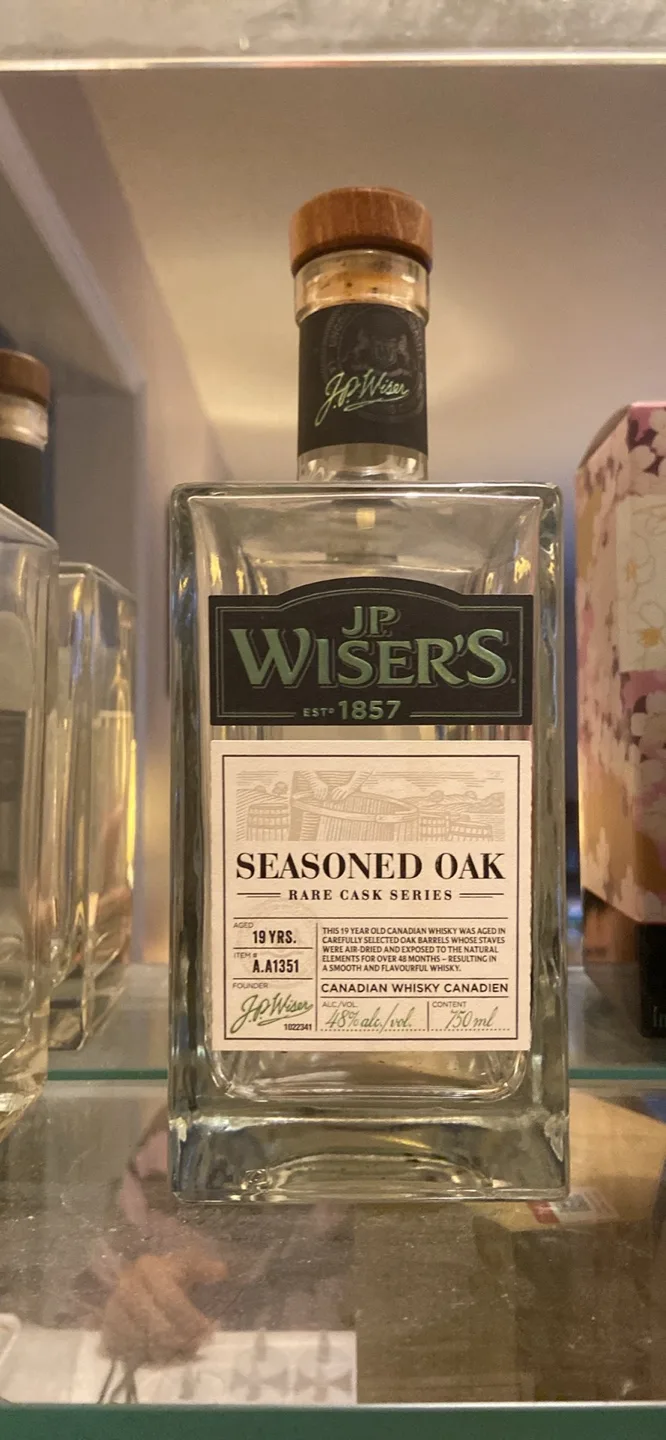 J.P. Wiser
J.P.
WISER'S
ESTD 1857
SEASONED OAK
RARE CASK SERIES
AGED
19 YRS.
ITEM #
A.A1351
THIS 19 YEAR OLD CANADIAN WHISKY WAS AGED IN
CAREFULLY SELECTED OAK BARRELS WHOSE STAVES
WERE AIR-DRIED AND EXPOSED TO THE NATURAL
ELEMENTS FOR OVER 48 MONTHS – RESULTING IN
A SMOOTH AND FLAVOURFUL WHISKY.
CANADIAN WHISKY CANADIEN
FOUNDER
J.P. Wiser
1022341
ALC./VOL.
48% alc./vol.
CONTENT
750 ml